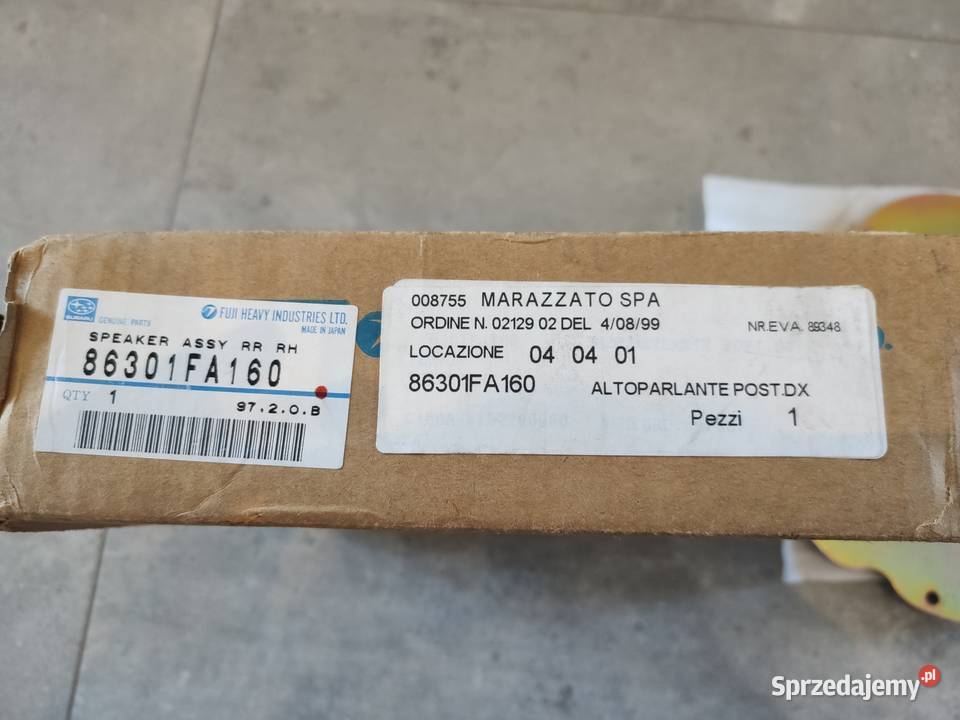 SUBARU
GENUINE PARTS
FUJI HEAVY INDUSTRIES LTD.
MADE IN JAPAN
SPEAKER ASSY RR RH
86301FA160
QTY 1
97.2.0.B
008755 MARAZZATO SPA
ORDINE N. 02129 02 DEL 4/08/99
NR.EVA. 89348
LOCAZIONE 04 04 01
86301FA160 ALTOPARLANTE POST.DX
Pezzi 1
Sprzedajemy.pl